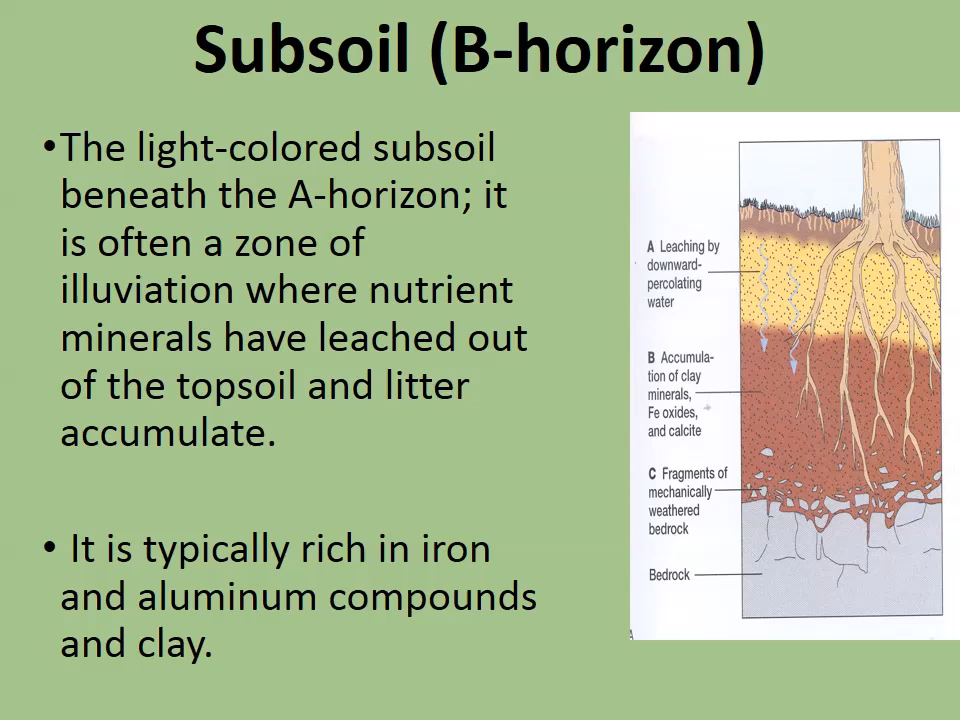 Subsoil (B-horizon)
•The light-colored subsoil
beneath the A-horizon; it
is often a zone of
illuviation where nutrient
minerals have leached out
of the topsoil and litter
accumulate.
• It is typically rich in iron
and aluminum compounds
and clay.
A Leaching by
downward-
percolating
water
B Accumula-
tion of clay
minerals,
Fe oxides,
and calcite
C Fragments of
mechanically
weathered
bedrock
Bedrock